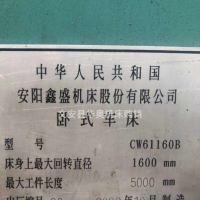 中华人民共和国
安阳鑫盛机床股份有限公司
卧式车床
型号 CW61160B
床身上最大回转直径 1600 mm
最大工件长度 5000 mm